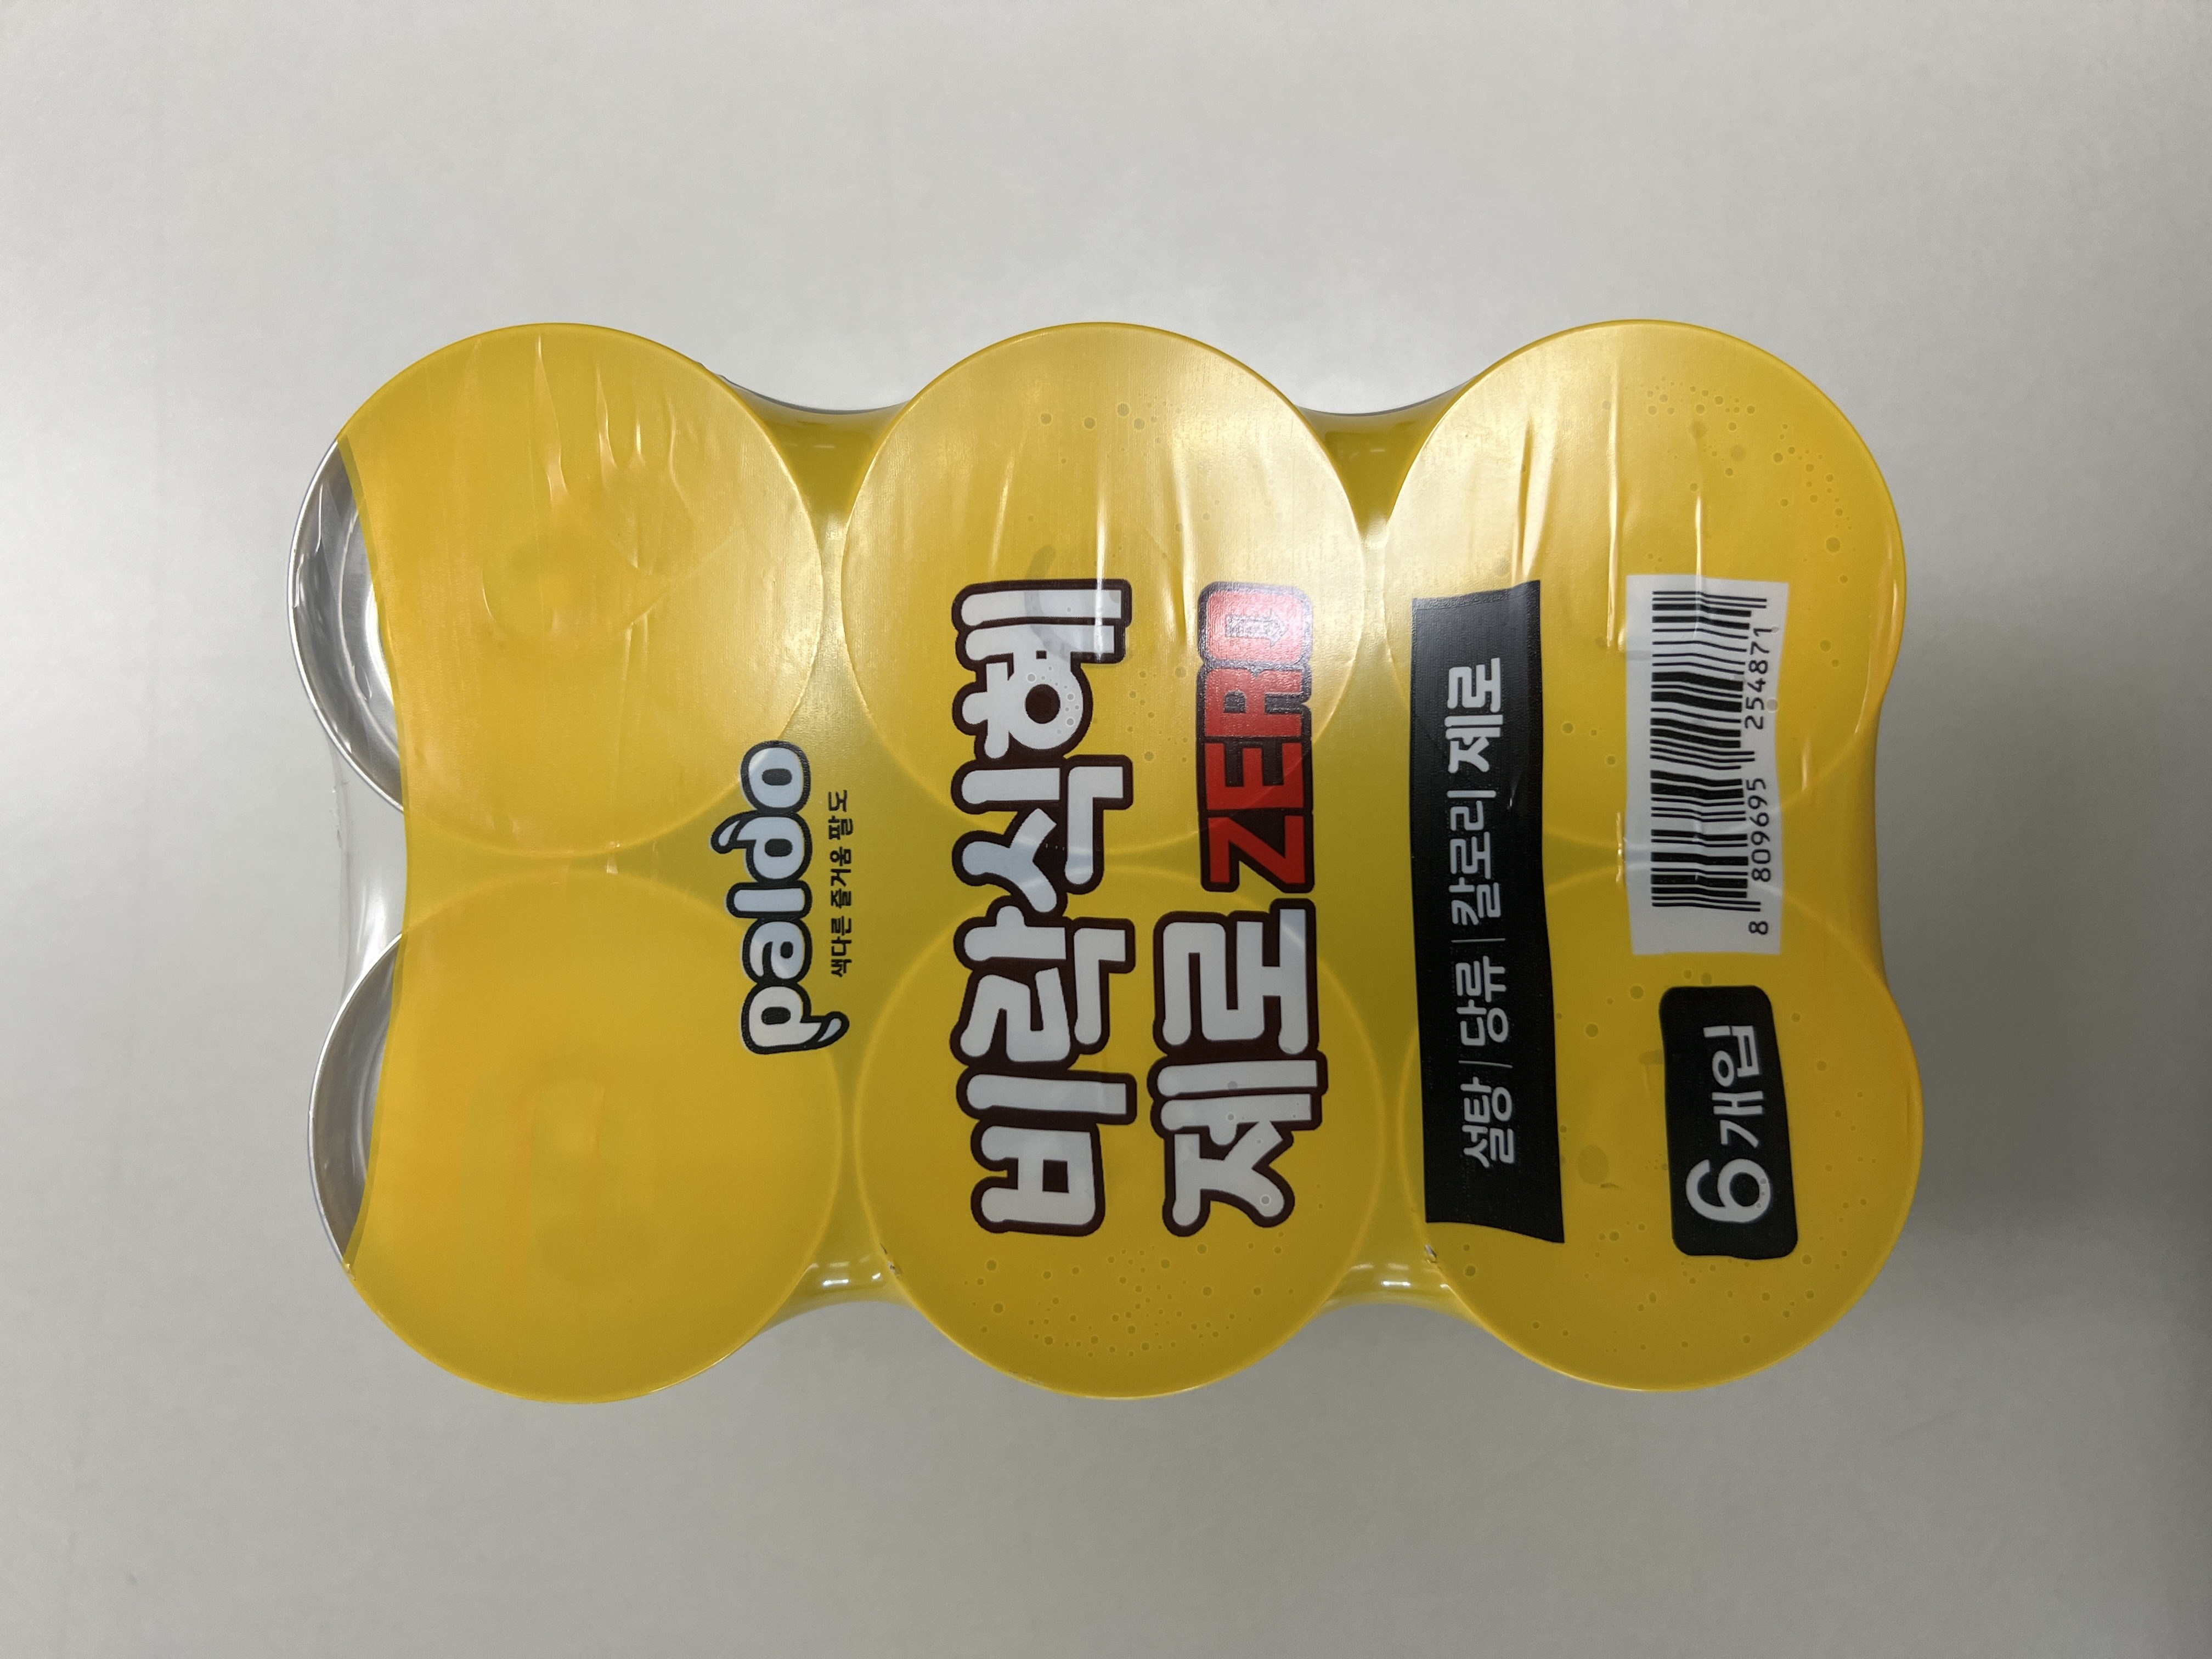 paldo
색다른 즐거움 팔도
비락식혜
제로 ZERO
설탕 | 당류 | 칼로리 제로
6개입
8 809695 254871